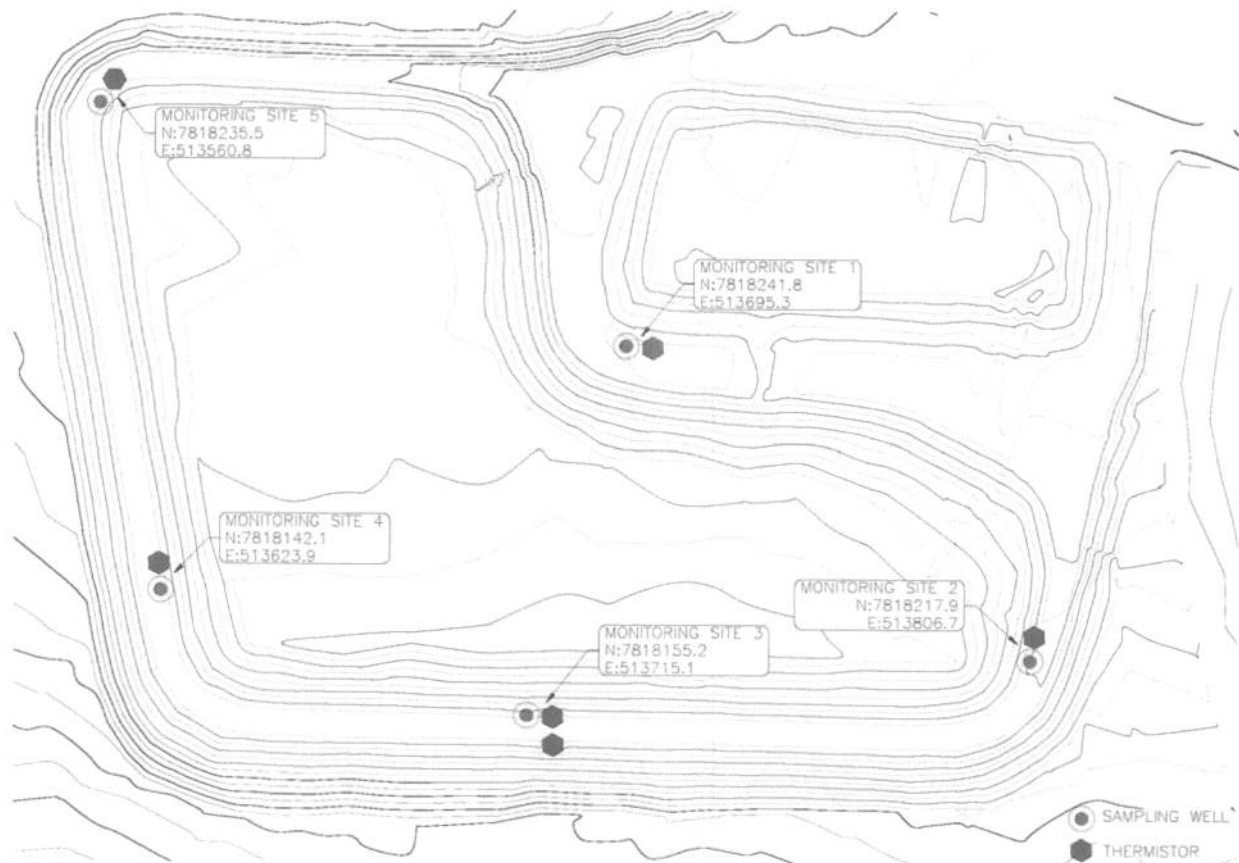 MONITORING SITE 5
N:7818235.5
E:513560.8
MONITORING SITE 1
N:7818241.8
E:513695.3
MONITORING SITE 4
N:7818142.1
E:513623.9
MONITORING SITE 2
N:7818217.9
E:513806.7
MONITORING SITE 3
N:7818155.2
E:513715.1
SAMPLING WELL
THERMISTOR